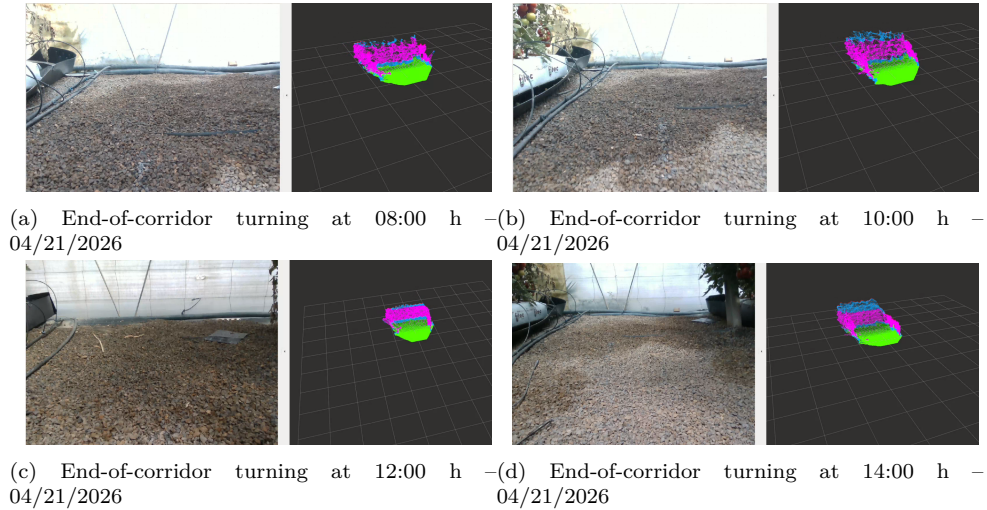 (a) End-of-corridor turning at 08:00 h –
04/21/2026
(b) End-of-corridor turning at 10:00 h –
04/21/2026
(c) End-of-corridor turning at 12:00 h –
04/21/2026
(d) End-of-corridor turning at 14:00 h –
04/21/2026